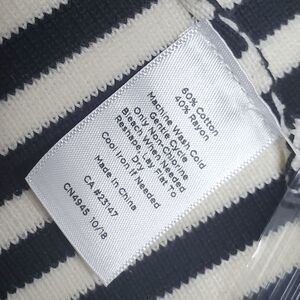 60% Cotton
40% Rayon
Machine Wash Cold
Gentle Cycle
Only Non-Chlorine
Bleach When Needed
Reshape, Lay Flat To
Dry
Cool Iron If Needed
Made In China
CA #23147
CN4945 10/18